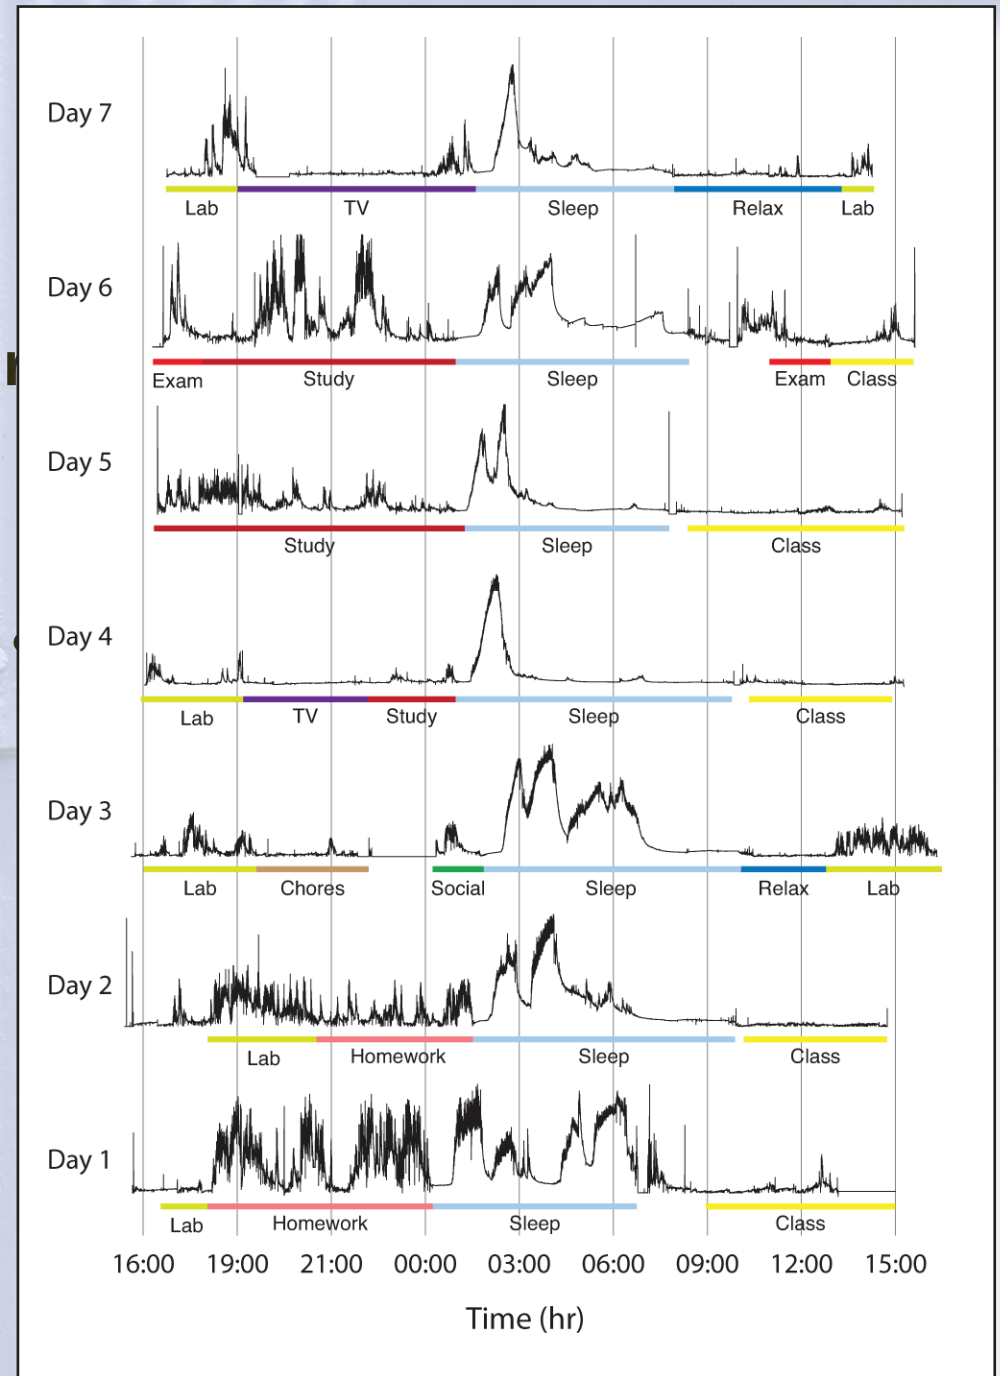 Day 7
Lab TV Sleep Relax Lab
Day 6
Exam Study Sleep Exam Class
Day 5
Study Sleep Class
Day 4
Lab TV Study Sleep Class
Day 3
Lab Chores Social Sleep Relax Lab
Day 2
Lab Homework Sleep Class
Day 1
Lab Homework Sleep Class
16:00 19:00 21:00 00:00 03:00 06:00 09:00 12:00 15:00
Time (hr)